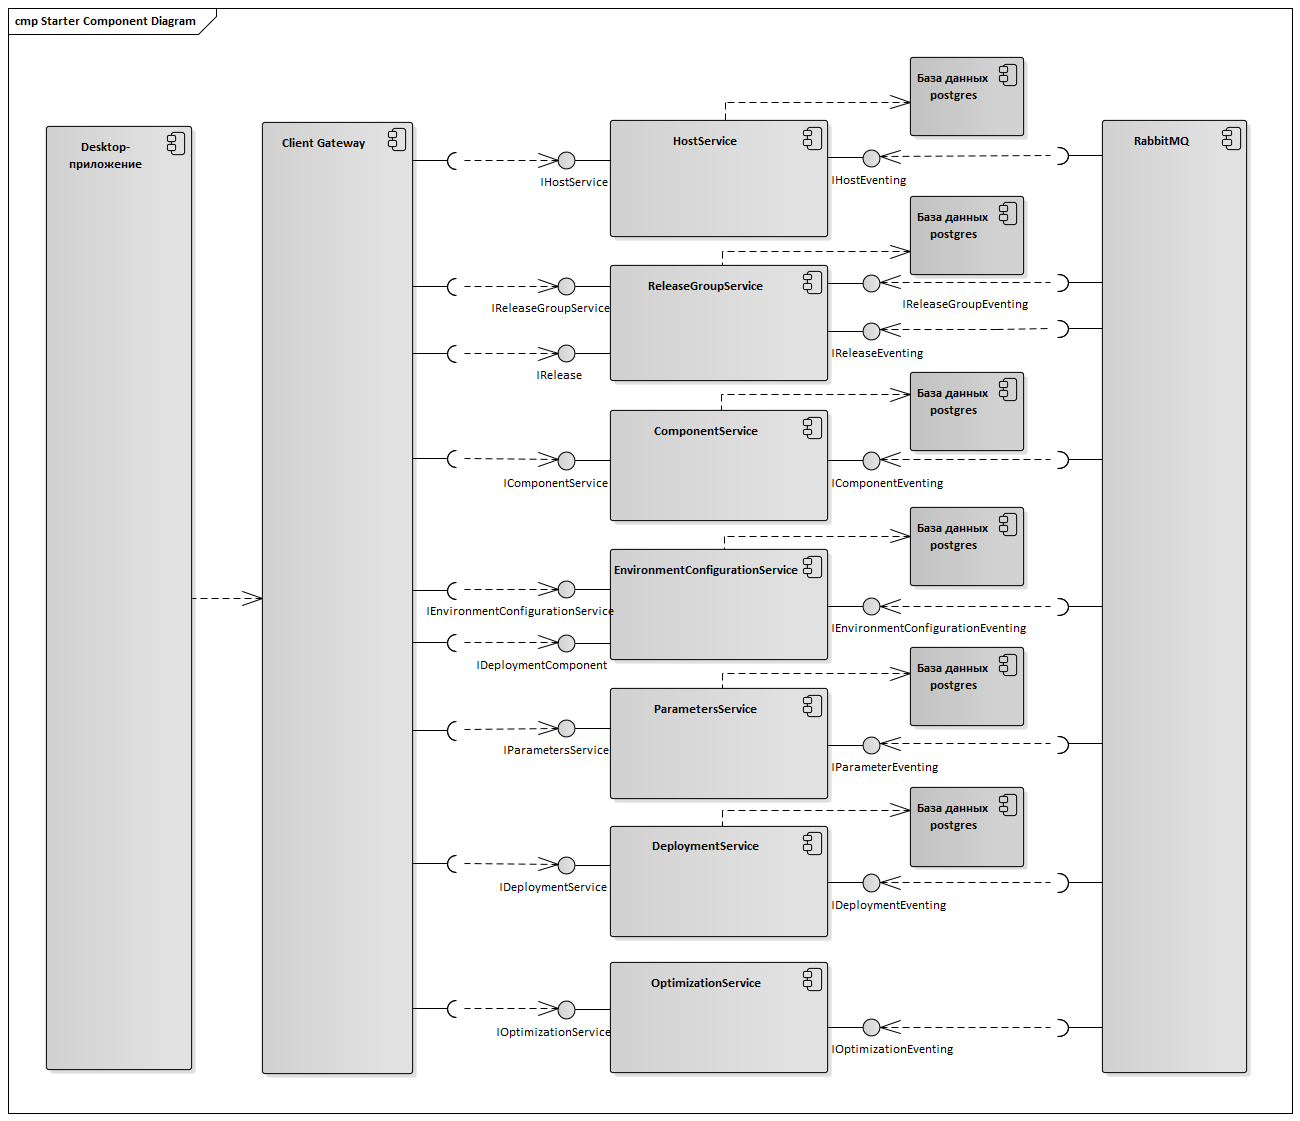 cmp Starter Component Diagram
Desktop-
приложение
Client Gateway
HostService
База данных
postgres
RabbitMQ
IHostService
IHostEventing
База данных
postgres
ReleaseGroupService
IReleaseGroupService
IReleaseGroupEventing
IRelease
IReleaseEventing
База данных
postgres
ComponentService
IComponentService
IComponentEventing
База данных
postgres
EnvironmentConfigurationService
IEnvironmentConfigurationService
IEnvironmentConfigurationEventing
IDeploymentComponent
База данных
postgres
ParametersService
IParametersService
IParameterEventing
База данных
postgres
DeploymentService
IDeploymentService
IDeploymentEventing
OptimizationService
IOptimizationService
IOptimizationEventing